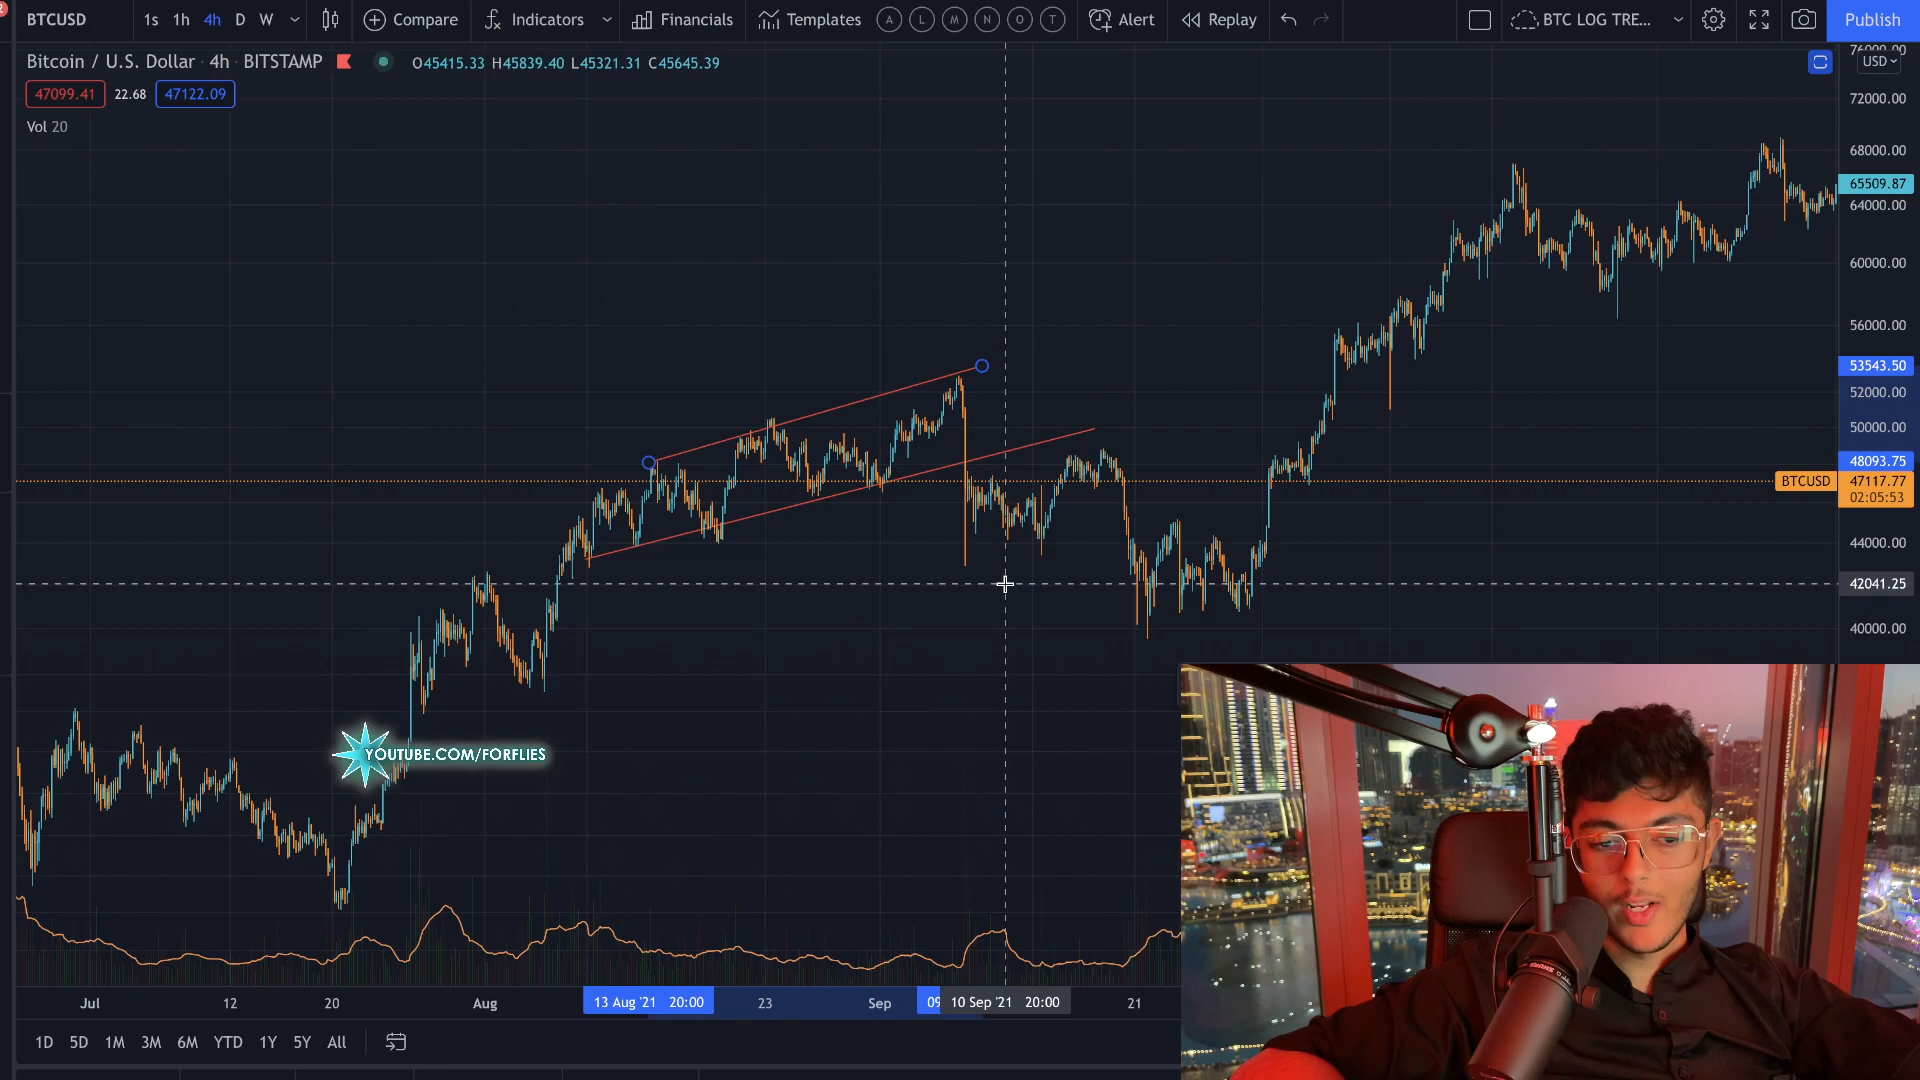 BTCUSD 1s 1h 4h D W Compare Indicators Financials Templates A L M N O T Alert Replay BTC LOG TRE... Publish
Bitcoin / U.S. Dollar · 4h · BITSTAMP O45415.33 H45839.40 L45321.31 C45645.39
USD
47099.41 22.68 47122.09
Vol 20
76000.00
72000.00
68000.00
65509.87
64000.00
60000.00
56000.00
53543.50
52000.00
50000.00
48093.75
BTCUSD 47117.77
02:05:53
44000.00
42041.25
40000.00
YOUTUBE.COM/FORFLIES
Jul 12 20 Aug 13 Aug '21 20:00 23 Sep 09 10 Sep '21 20:00 21
1D 5D 1M 3M 6M YTD 1Y 5Y All